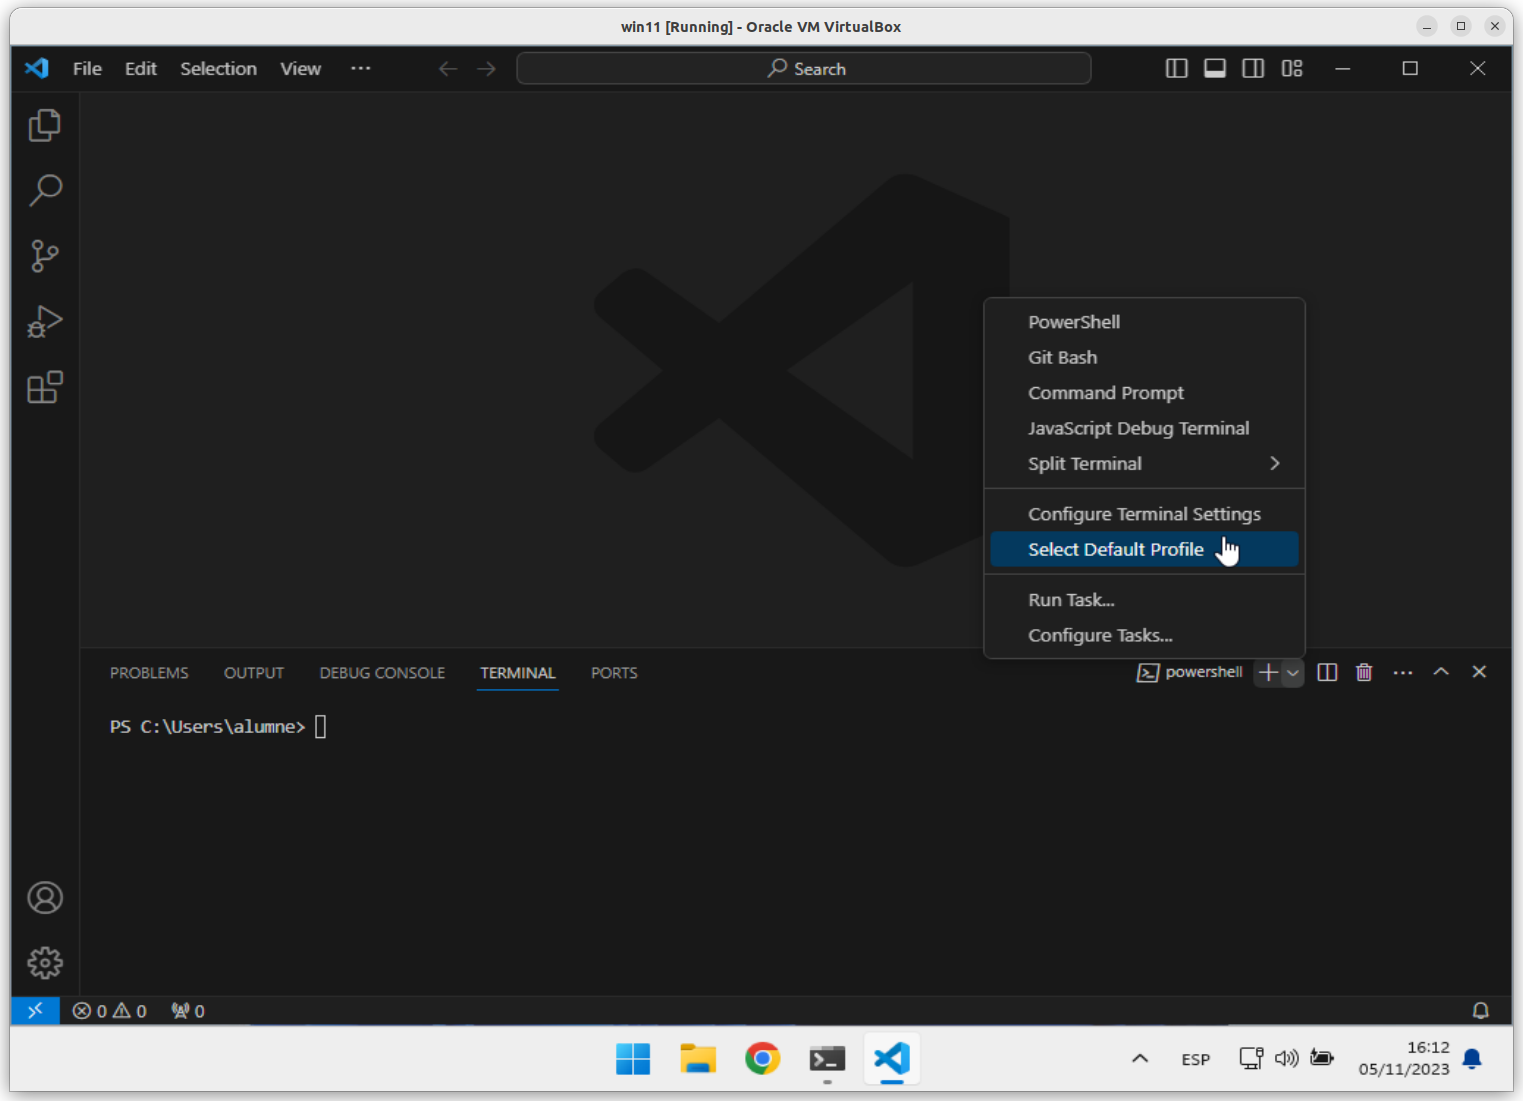 win11 [Running] - Oracle VM VirtualBox
File Edit Selection View ··· Search
PowerShell
Git Bash
Command Prompt
JavaScript Debug Terminal
Split Terminal
Configure Terminal Settings
Select Default Profile
Run Task...
Configure Tasks...
PROBLEMS OUTPUT DEBUG CONSOLE TERMINAL PORTS powershell
PS C:\Users\alumne>
0 0 0
ESP
16:12
05/11/2023